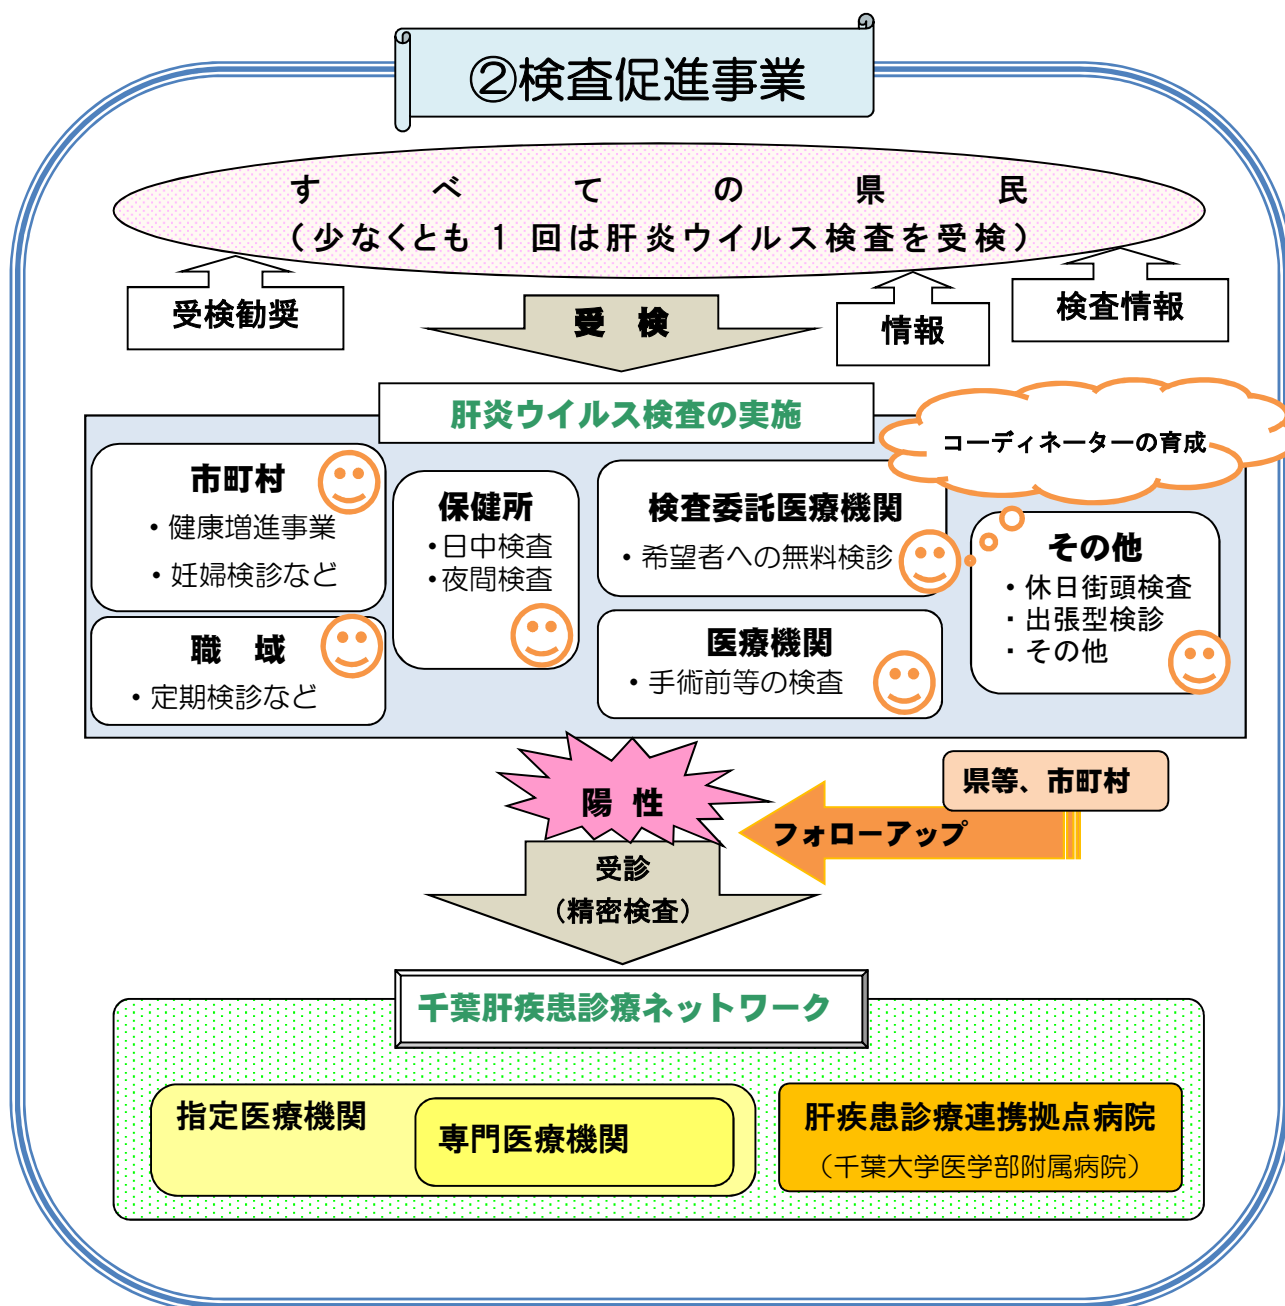 ②検査促進事業
すべての県民
（少なくとも 1 回は肝炎ウイルス検査を受検）
受検勧奨
受 検
情報
検査情報
肝炎ウイルス検査の実施
コーディネーターの育成
市町村
・健康増進事業
・妊婦検診など
職 域
・定期検診など
保健所
・日中検査
・夜間検査
検査委託医療機関
・希望者への無料検診
医療機関
・手術前等の検査
その他
・休日街頭検査
・出張型検診
・その他
陽 性
県等、市町村
フォローアップ
受診
（精密検査）
千葉肝疾患診療ネットワーク
指定医療機関
専門医療機関
肝疾患診療連携拠点病院
（千葉大学医学部附属病院）